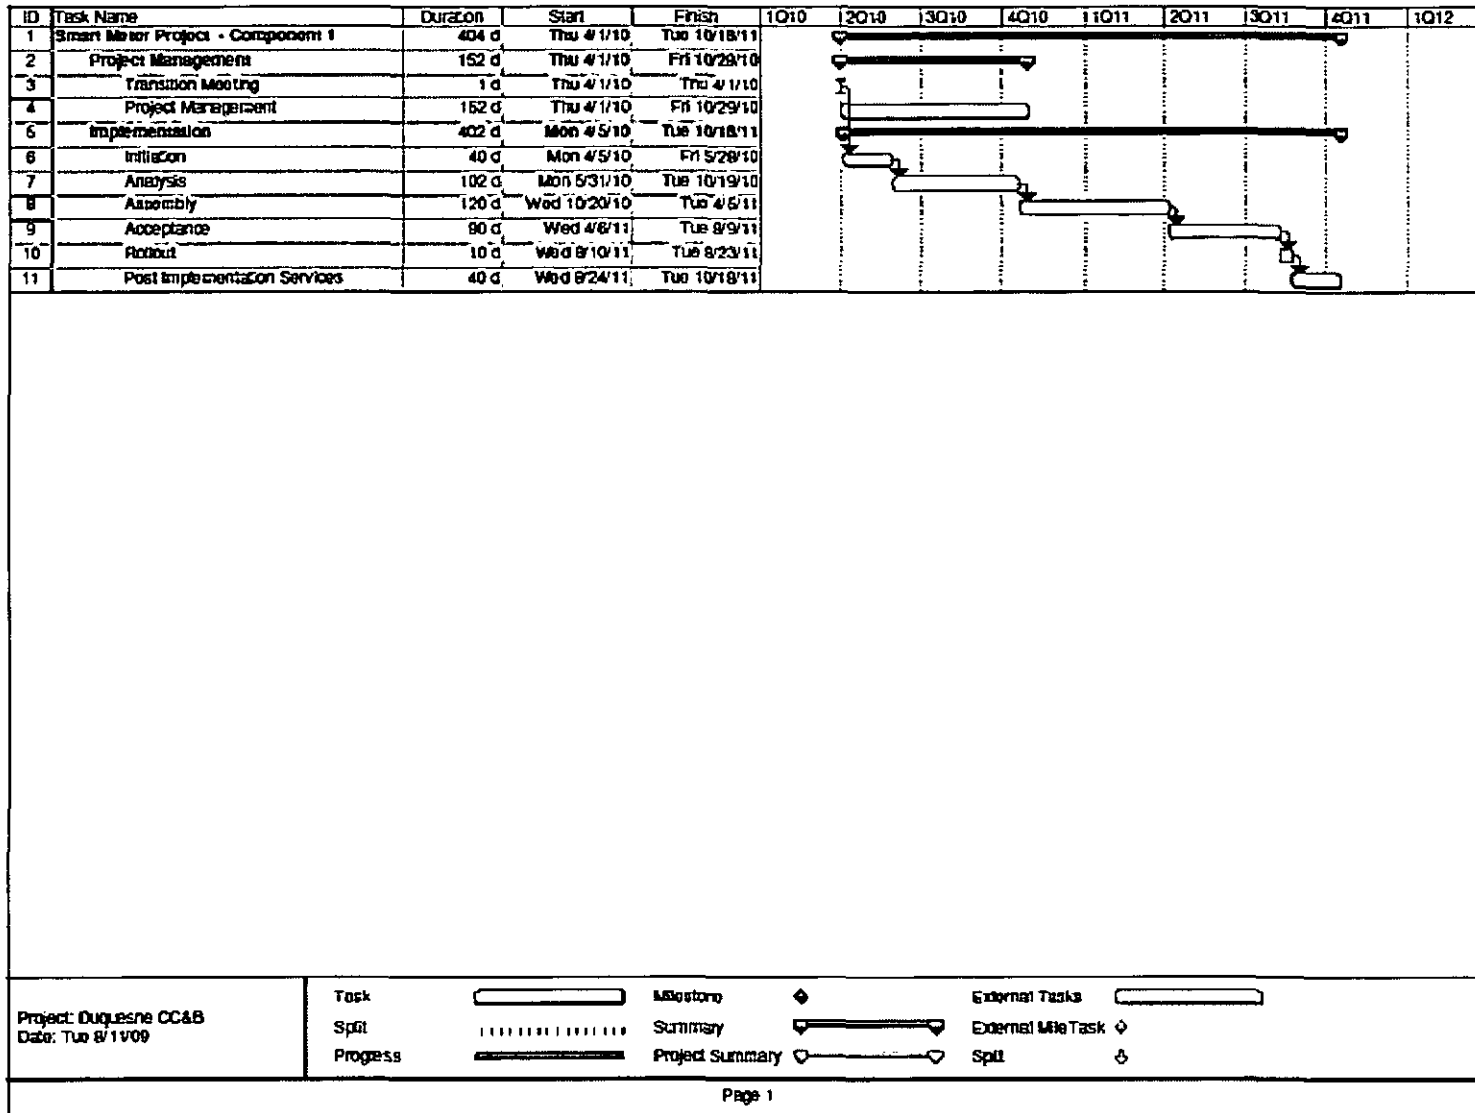 ID Task Name Duration Start Finish 1Q10 2Q10 3Q10 4Q10 1Q11 2Q11 3Q11 4Q11 1Q12
1 Smart Meter Project - Component 1 404 d Thu 4/1/10 Tue 10/18/11
2 Project Management 152 d Thu 4/1/10 Fri 10/29/10
3 Transition Meeting 1 d Thu 4/1/10 Thu 4/1/10
4 Project Management 152 d Thu 4/1/10 Fri 10/29/10
5 Implementation 402 d Mon 4/5/10 Tue 10/18/11
6 Initiation 40 d Mon 4/5/10 Fri 5/28/10
7 Analysis 102 d Mon 5/31/10 Tue 10/19/10
8 Assembly 120 d Wed 10/20/10 Tue 4/5/11
9 Acceptance 90 d Wed 4/6/11 Tue 8/9/11
10 Rollout 10 d Wed 8/10/11 Tue 8/23/11
11 Post Implementation Services 40 d Wed 8/24/11 Tue 10/18/11
Project: Duquesne CC&B
Date: Tue 8/11/09
Task Milestone External Tasks
Split Summary External MileTask
Progress Project Summary Split
Page 1